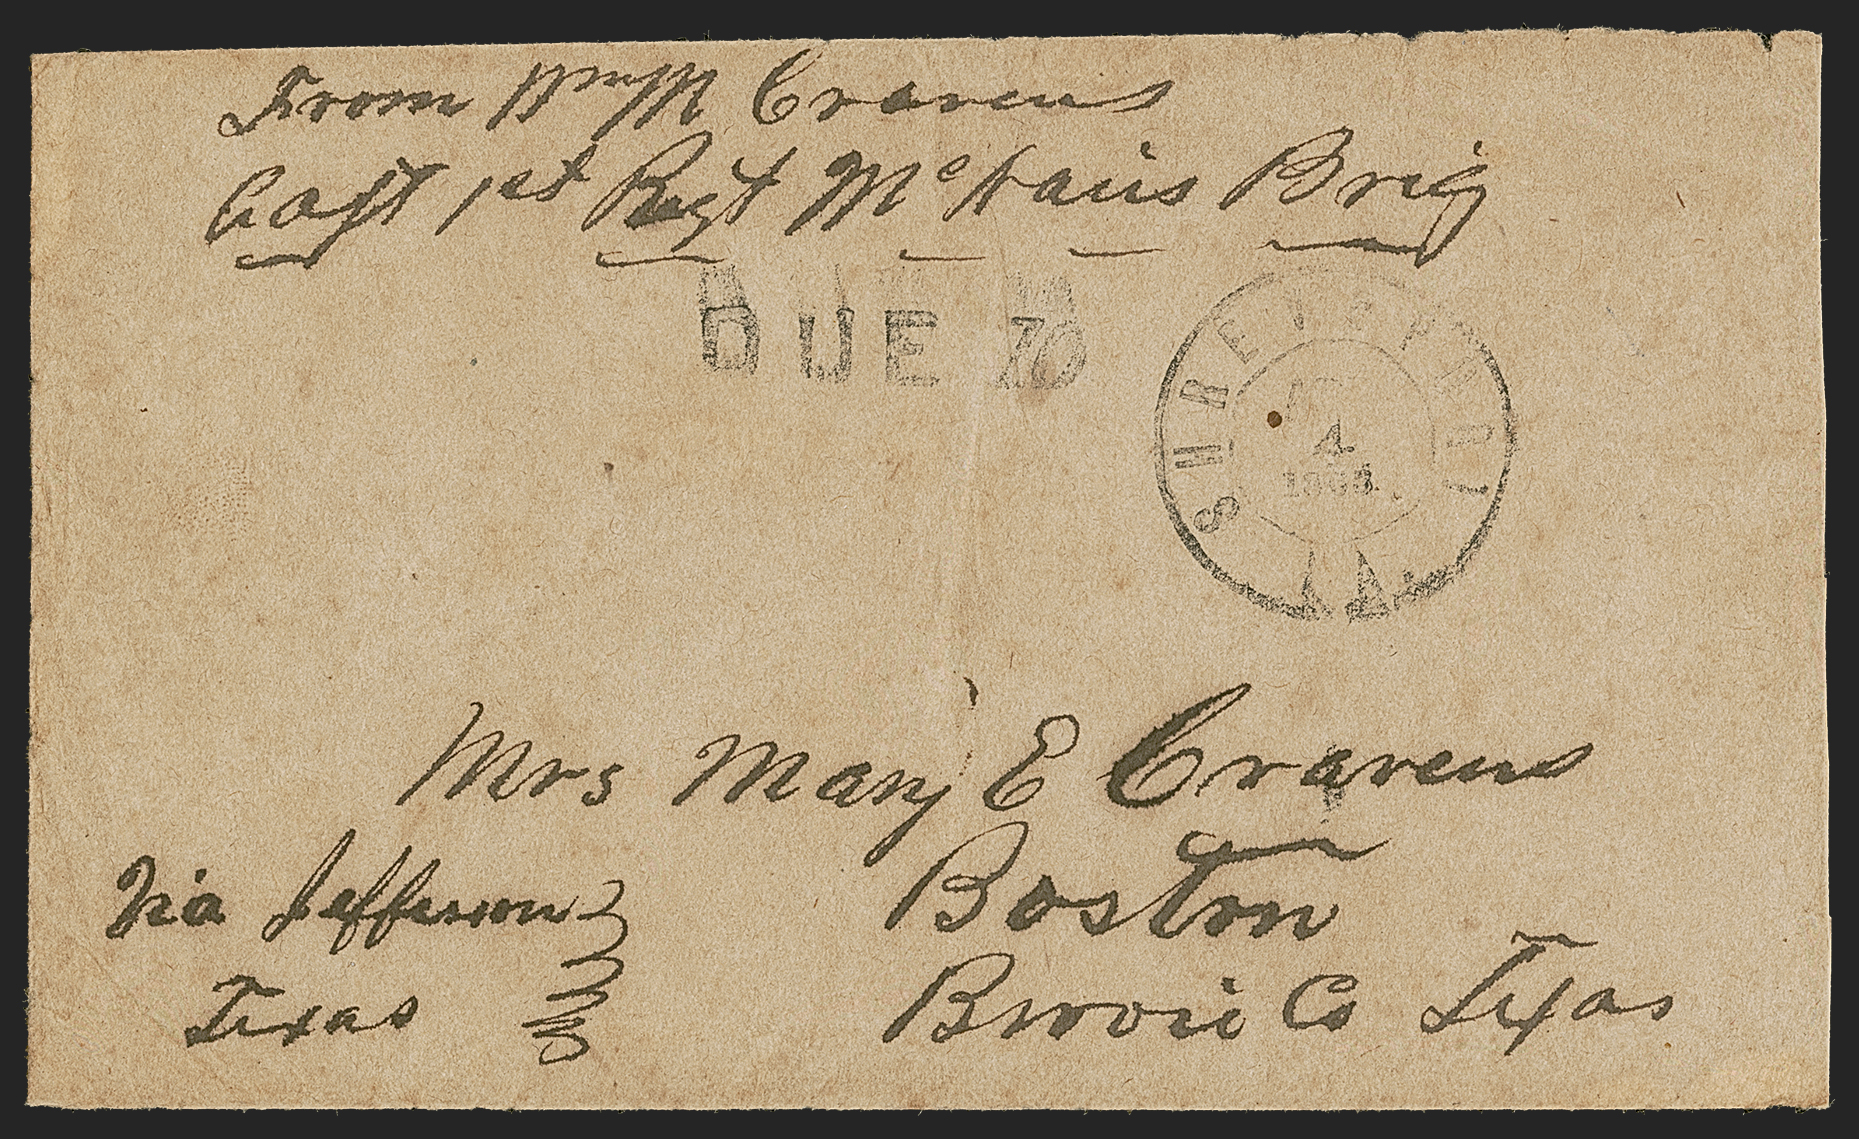 From Wm M Cravens
Capt 1st Regt McNairs Brig
DUE 10
SHREVEPORT
4
1863
LA
Mrs Mary E Cravens
Via Jefferson
Boston
Texas
Bowie Co Texas